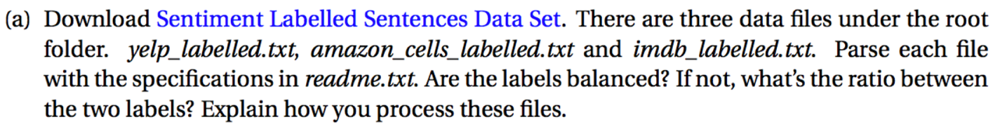 (a) Download Sentiment Labelled Sentences Data Set. There are three data files under the root
folder. yelp_labelled.txt, amazon_cells_labelled.txt and imdb_labelled.txt. Parse each file
with the specifications in readme.txt. Are the labels balanced? If not, what's the ratio between
the two labels? Explain how you process these files.